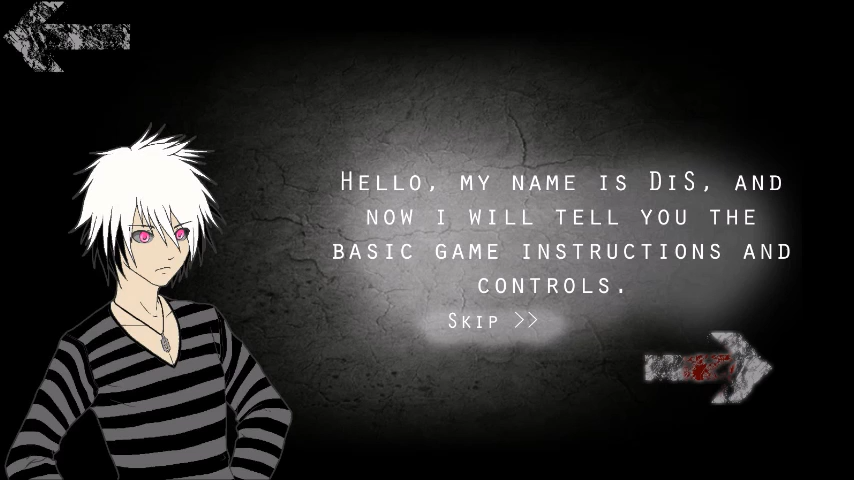 Hello, my name is DiS, and
now i will tell you the
basic game instructions and
controls.
Skip >>